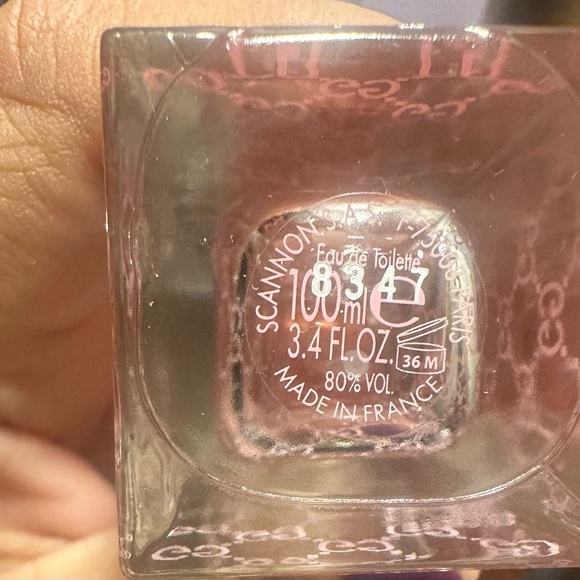 SCANNON S.A. F-75008 PARIS
Eau de Toilette
8347
100 ml e
3.4 FL.OZ.
36 M
80% VOL.
MADE IN FRANCE